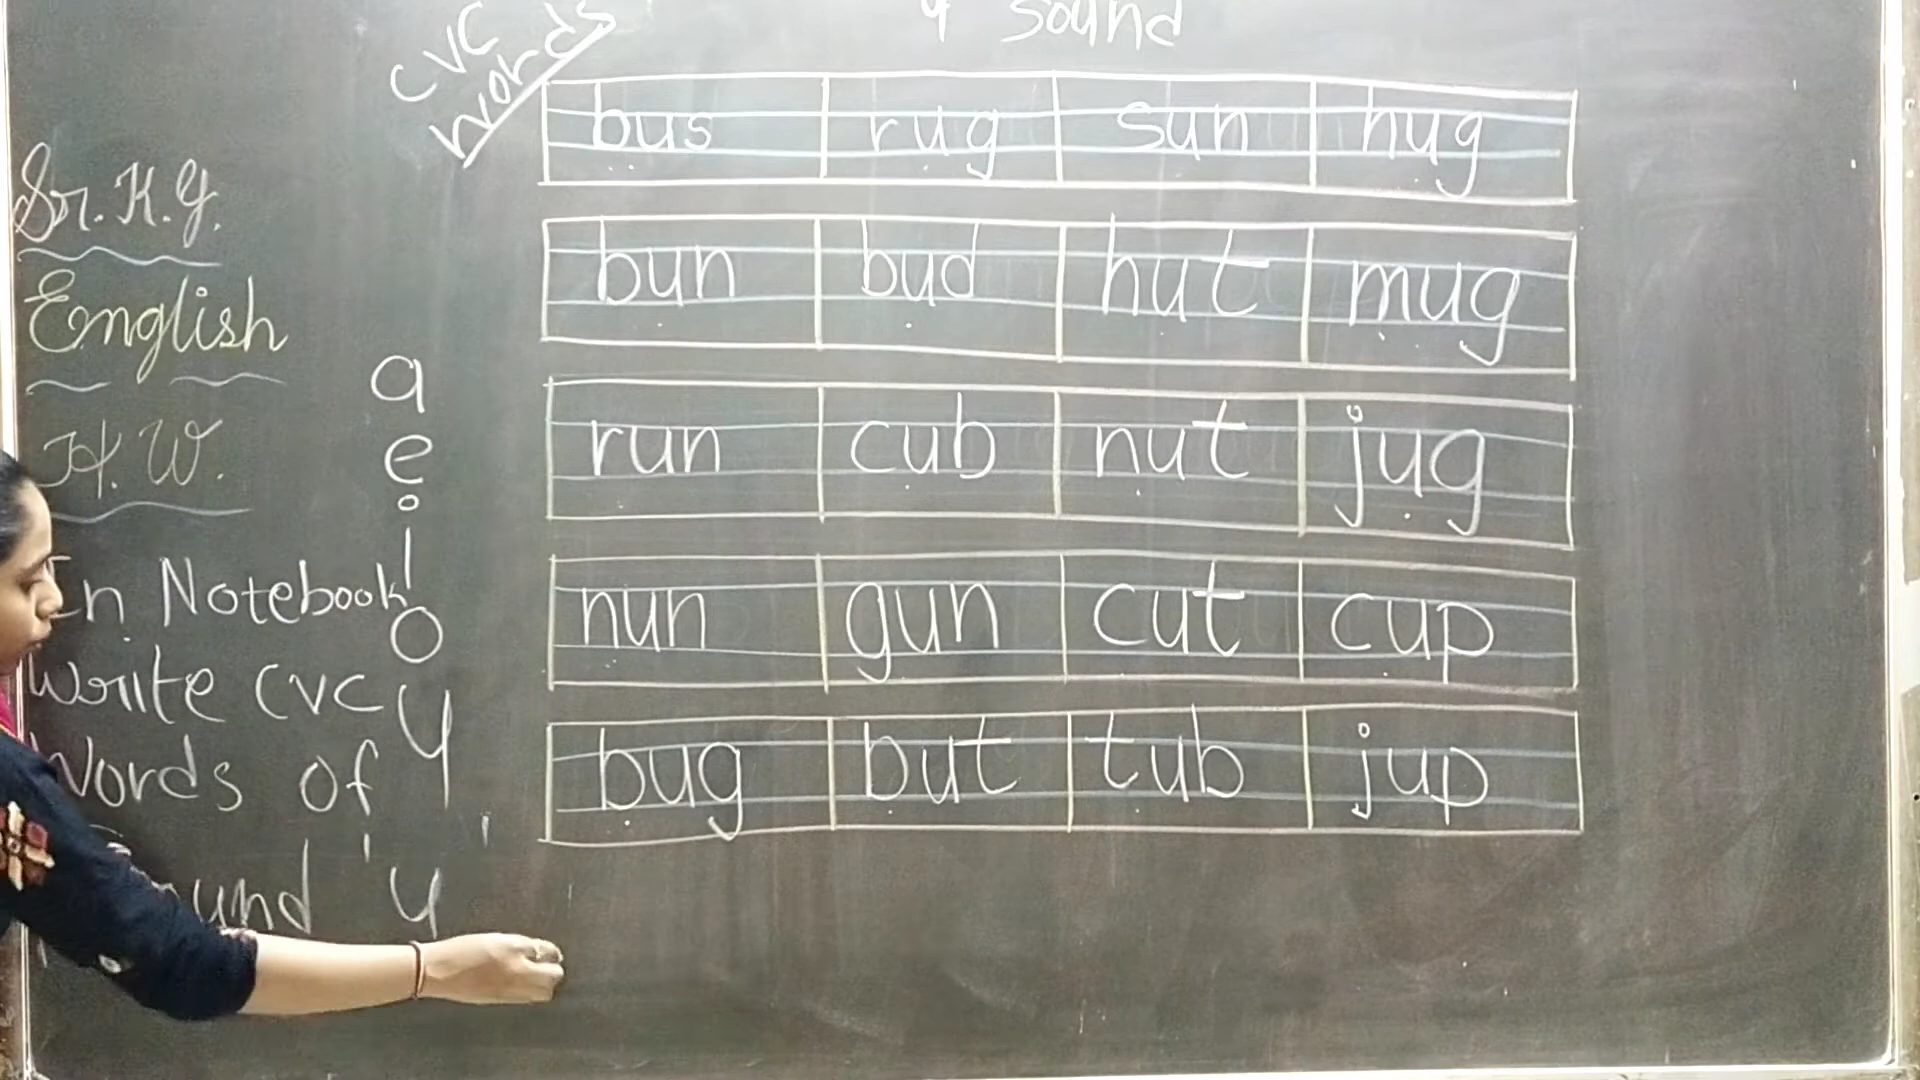 CVC
words
u sound
bus rug sun hug
bun bud hut mug
run cub nut jug
nun gun cut cup
bug but tub jup
Sr. K.G.
English
H.W.
In Notebook
Write CVC
Words of
Sound 'u'
a
e
i
o
u